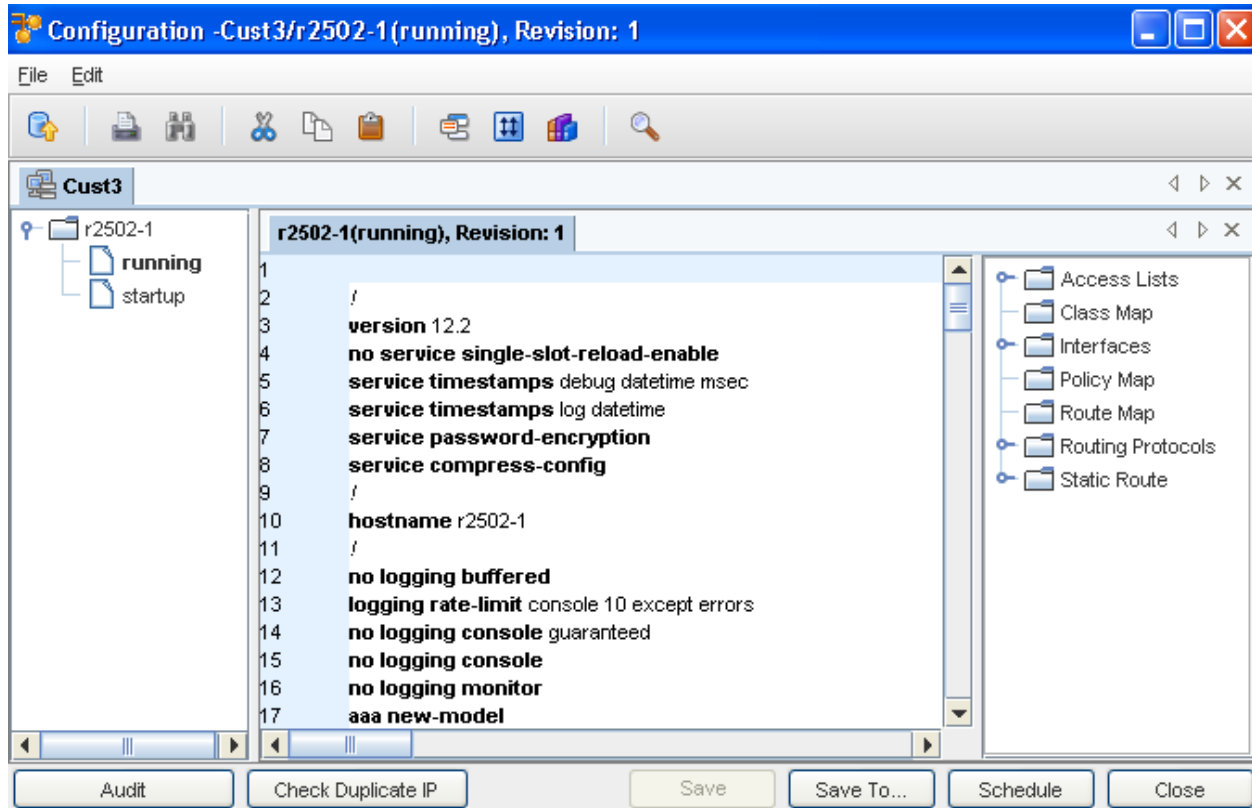 Configuration -Cust3/r2502-1(running), Revision: 1
File Edit
Cust3
r2502-1
running
startup
r2502-1(running), Revision: 1
1
2 !
3 version 12.2
4 no service single-slot-reload-enable
5 service timestamps debug datetime msec
6 service timestamps log datetime
7 service password-encryption
8 service compress-config
9 !
10 hostname r2502-1
11 !
12 no logging buffered
13 logging rate-limit console 10 except errors
14 no logging console guaranteed
15 no logging console
16 no logging monitor
17 aaa new-model
Access Lists
Class Map
Interfaces
Policy Map
Route Map
Routing Protocols
Static Route
Audit Check Duplicate IP Save Save To... Schedule Close